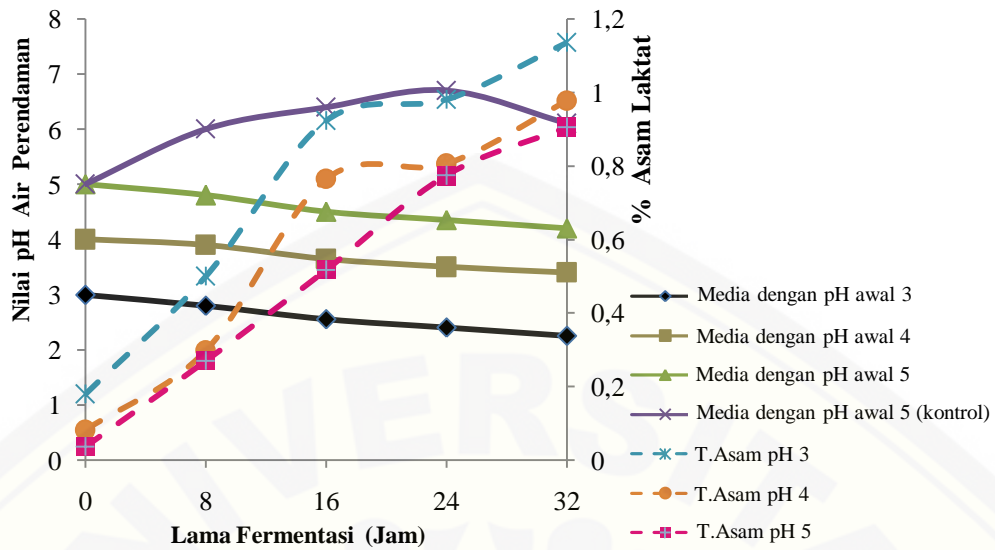 Nilai pH Air Perendaman
8
7
6
5
4
3
2
1
0
1,2
1
0,8
0,6
0,4
0,2
0
% Asam Laktat
0 8 16 24 32
Lama Fermentasi (Jam)
Media dengan pH awal 3
Media dengan pH awal 4
Media dengan pH awal 5
Media dengan pH awal 5 (kontrol)
T.Asam pH 3
T.Asam pH 4
T.Asam pH 5